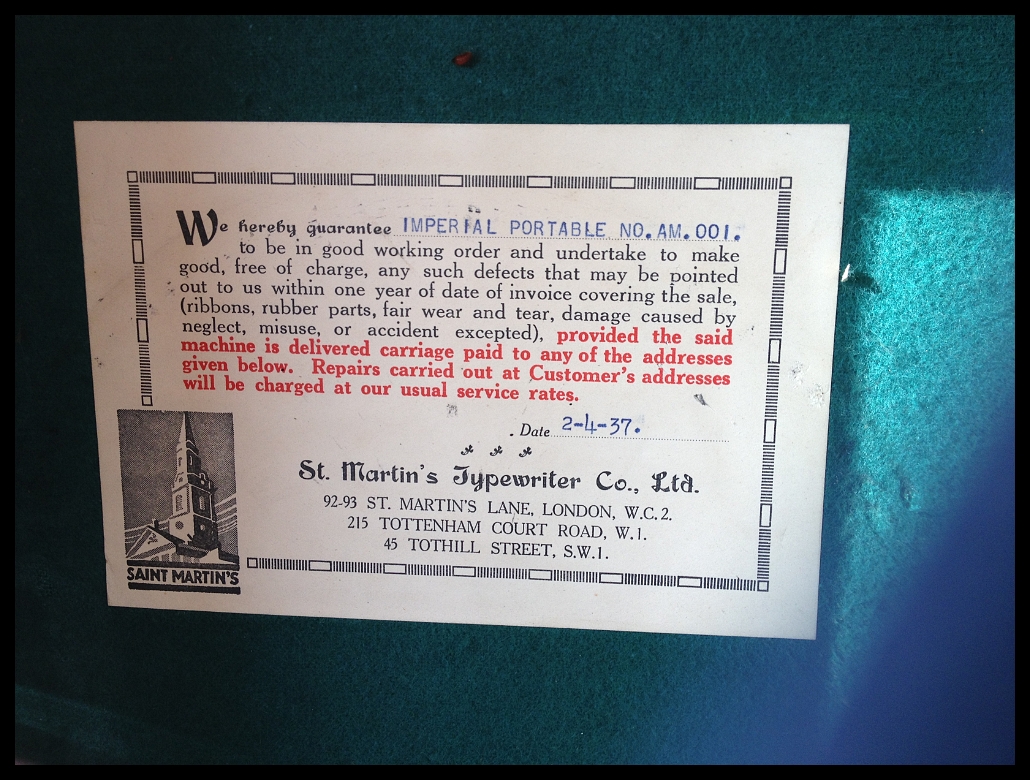 We hereby guarantee IMPERIAL PORTABLE NO. AM. 001.
to be in good working order and undertake to make
good, free of charge, any such defects that may be pointed
out to us within one year of date of invoice covering the sale,
(ribbons, rubber parts, fair wear and tear, damage caused by
neglect, misuse, or accident excepted), provided the said
machine is delivered carriage paid to any of the addresses
given below. Repairs carried out at Customer's addresses
will be charged at our usual service rates.
. Date 2-4-37.
St. Martin's Typewriter Co., Ltd.
92-93 ST. MARTIN'S LANE, LONDON, W.C.2.
215 TOTTENHAM COURT ROAD, W.1.
45 TOTHILL STREET, S.W.1.
SAINT MARTIN'S